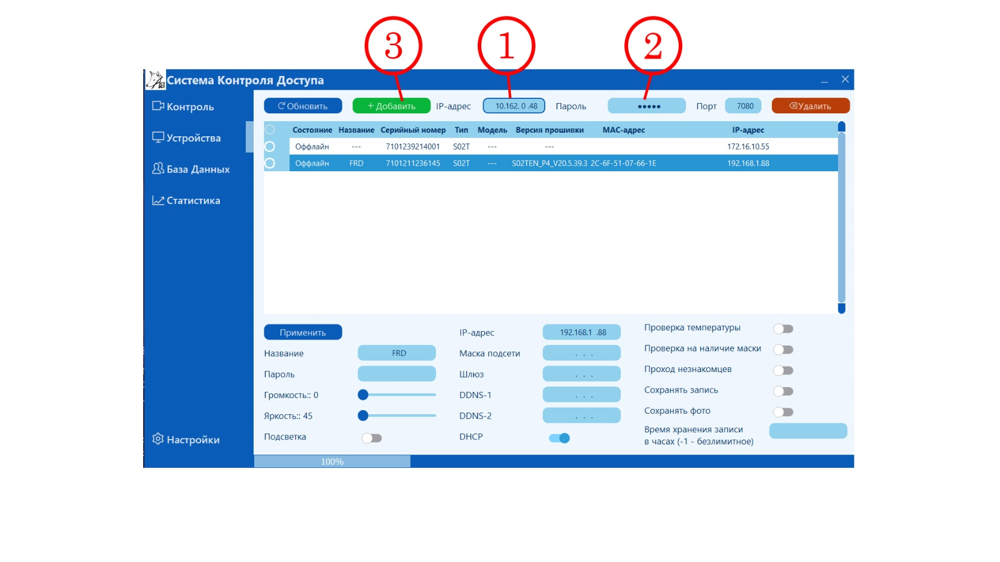 3 1 2
Система Контроля Доступа
Контроль
Устройства
База Данных
Статистика
Настройки
Обновить +Добавить IP-адрес 10.162. 0 .48 Пароль ••••• Порт 7080 Удалить
Состояние Название Серийный номер Тип Модель Версия прошивки MAC-адрес IP-адрес
Оффлайн --- 7101239214001 S02T --- --- 172.16.10.55
Оффлайн FRD 7101211236145 S02T --- S02TEN_P4_V20.5.39.3 2C-6F-51-07-66-1E 192.168.1.88
Применить
Название FRD
Пароль
Громкость:: 0
Яркость:: 45
Подсветка
IP-адрес 192.168.1 .88
Маска подсети . . .
Шлюз . . .
DDNS-1 . . .
DDNS-2 . . .
DHCP
Проверка температуры
Проверка на наличие маски
Проход незнакомцев
Сохранять запись
Сохранять фото
Время хранения записи
в часах (-1 - безлимитное)
100%